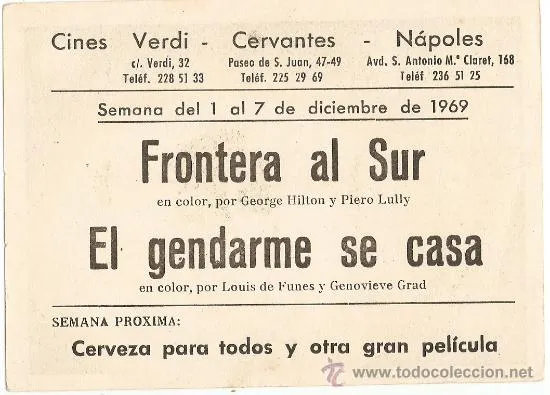 Cines Verdi - Cervantes - Nápoles
c/. Verdi, 32 Paseo de S. Juan, 47-49 Avd. S. Antonio M.ª Claret, 168
Teléf. 228 51 33 Teléf. 225 29 69 Teléf 236 51 25
Semana del 1 al 7 de diciembre de 1969
Frontera al Sur
en color, por George Hilton y Piero Lully
El gendarme se casa
en color, por Louis de Funes y Genovieve Grad
SEMANA PROXIMA:
Cerveza para todos y otra gran película
www.todocoleccion.net